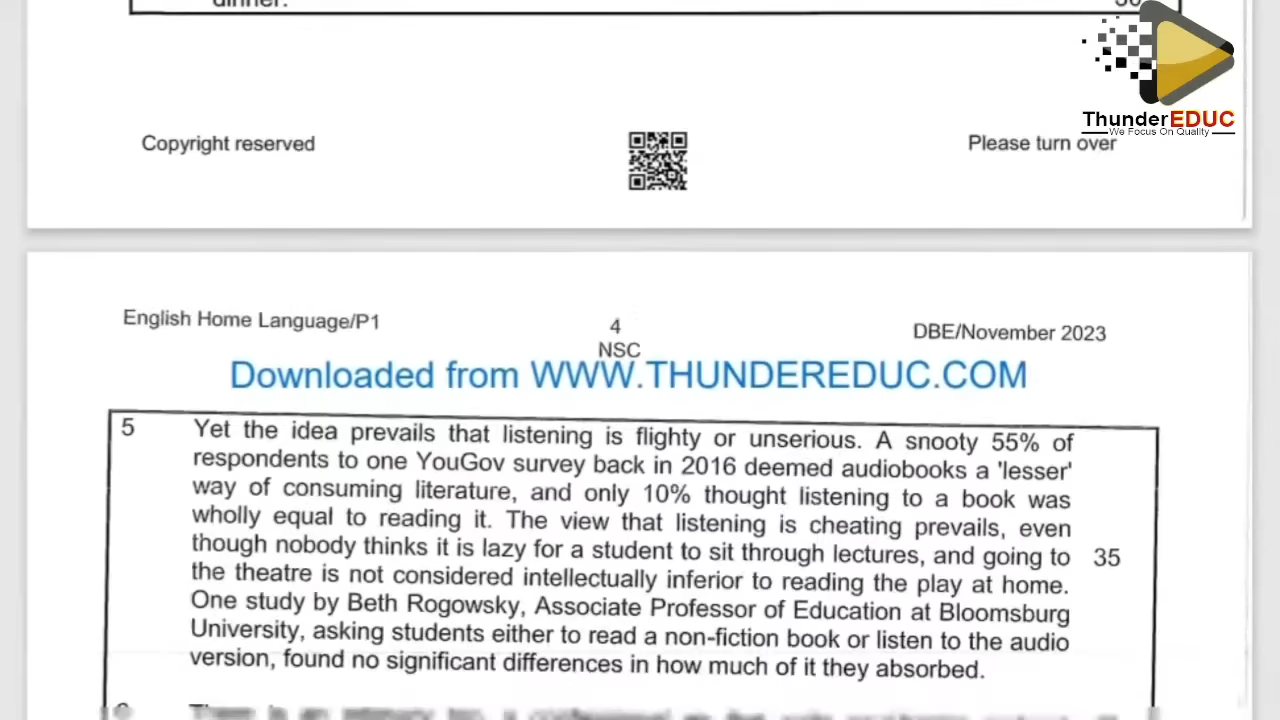 dinner.
30
ThunderEDUC
We Focus On Quality
Copyright reserved
Please turn over
English Home Language/P1
4
DBE/November 2023
NSC
Downloaded from WWW.THUNDEREDUC.COM
5 Yet the idea prevails that listening is flighty or unserious. A snooty 55% of
respondents to one YouGov survey back in 2016 deemed audiobooks a 'lesser'
way of consuming literature, and only 10% thought listening to a book was
wholly equal to reading it. The view that listening is cheating prevails, even
though nobody thinks it is lazy for a student to sit through lectures, and going to 35
the theatre is not considered intellectually inferior to reading the play at home.
One study by Beth Rogowsky, Associate Professor of Education at Bloomsburg
University, asking students either to read a non-fiction book or listen to the audio
version, found no significant differences in how much of it they absorbed.